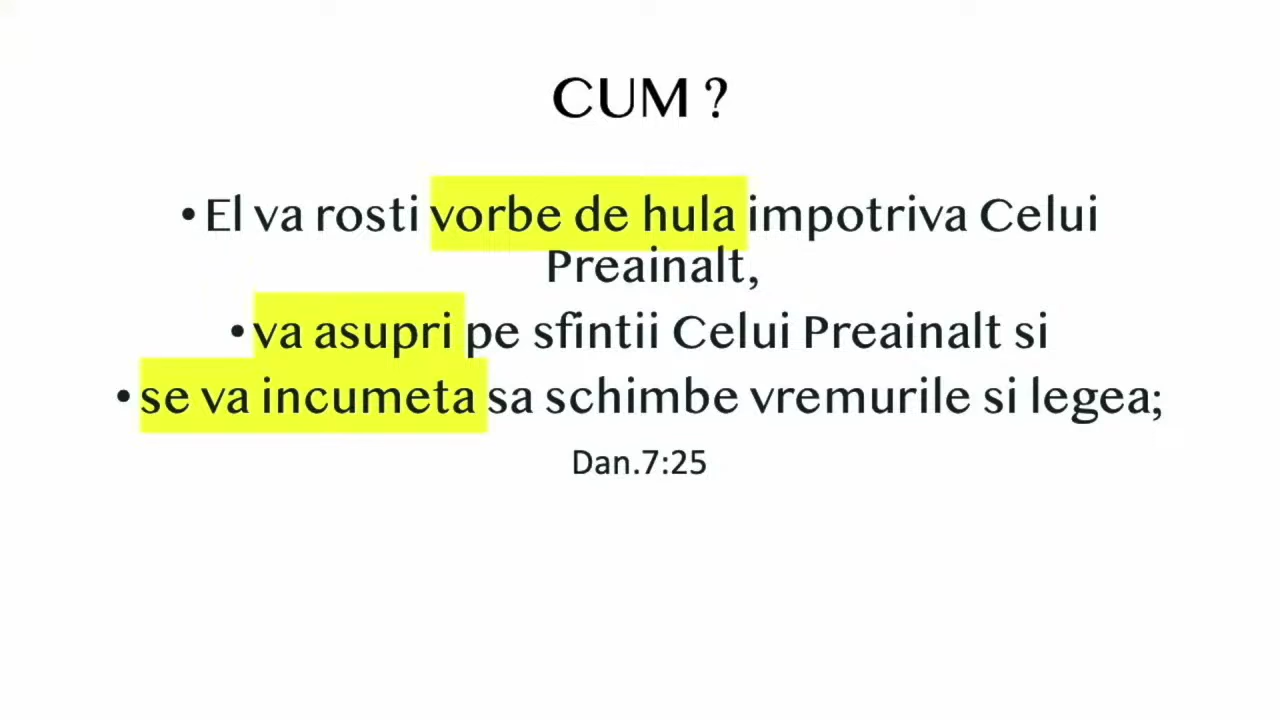 CUM ?
•El va rosti vorbe de hula impotriva Celui
Preainalt,
•va asupri pe sfintii Celui Preainalt si
•se va incumeta sa schimbe vremurile si legea;
Dan.7:25